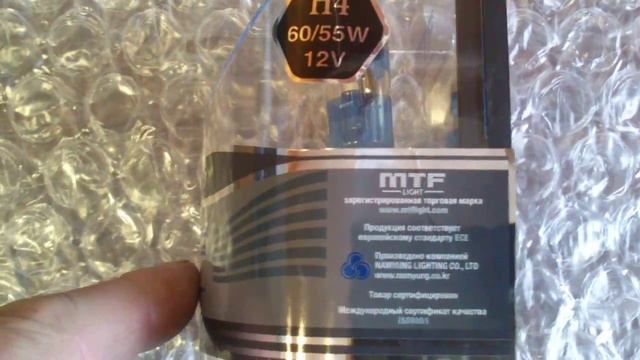 H4
60/55W
12V
MTF
LIGHT
зарегистрированная торговая марка
www.mtflight.com
Продукция соответствует
европейскому стандарту ECE
Произведено компанией
NAMYUNG LIGHTING CO., LTD
www.namyung.co.kr
Товар сертифицирован
Международный сертификат качества